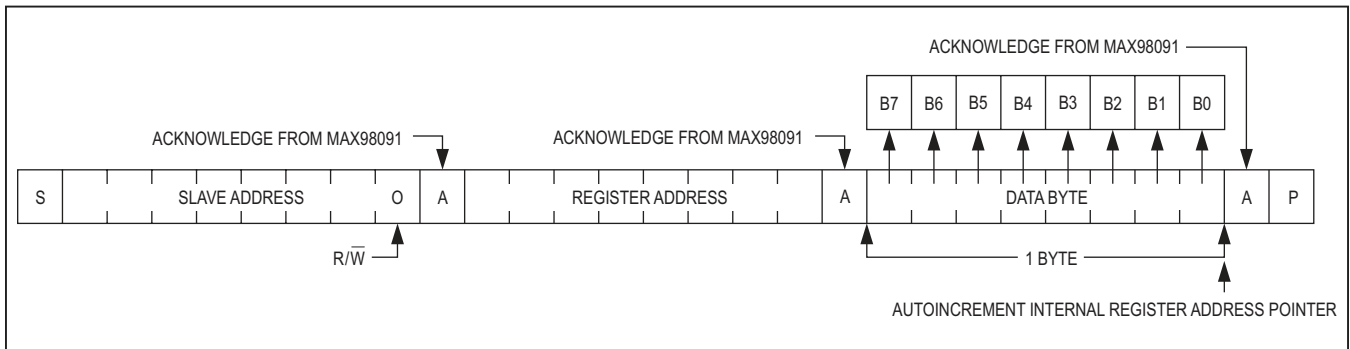 ACKNOWLEDGE FROM MAX98091
B7 B6 B5 B4 B3 B2 B1 B0
ACKNOWLEDGE FROM MAX98091 ACKNOWLEDGE FROM MAX98091
S SLAVE ADDRESS O A REGISTER ADDRESS A DATA BYTE A P
R/W̅ 1 BYTE
AUTOINCREMENT INTERNAL REGISTER ADDRESS POINTER